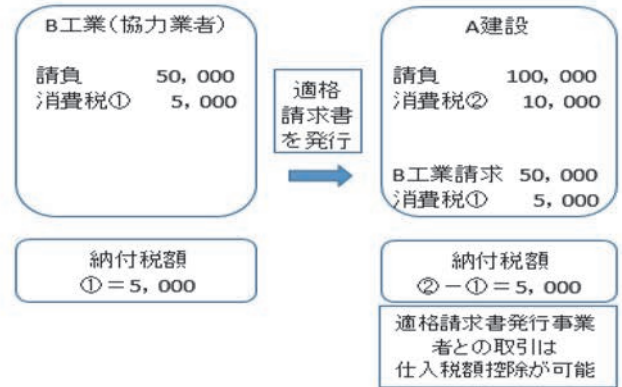 B工業(協力業者)
請負 50,000
消費税① 5,000
納付税額
①=5,000
適格
請求書
を発行
A建設
請負 100,000
消費税② 10,000
B工業請求 50,000
消費税① 5,000
納付税額
②-①=5,000
適格請求書発行事業
者との取引は
仕入税額控除が可能